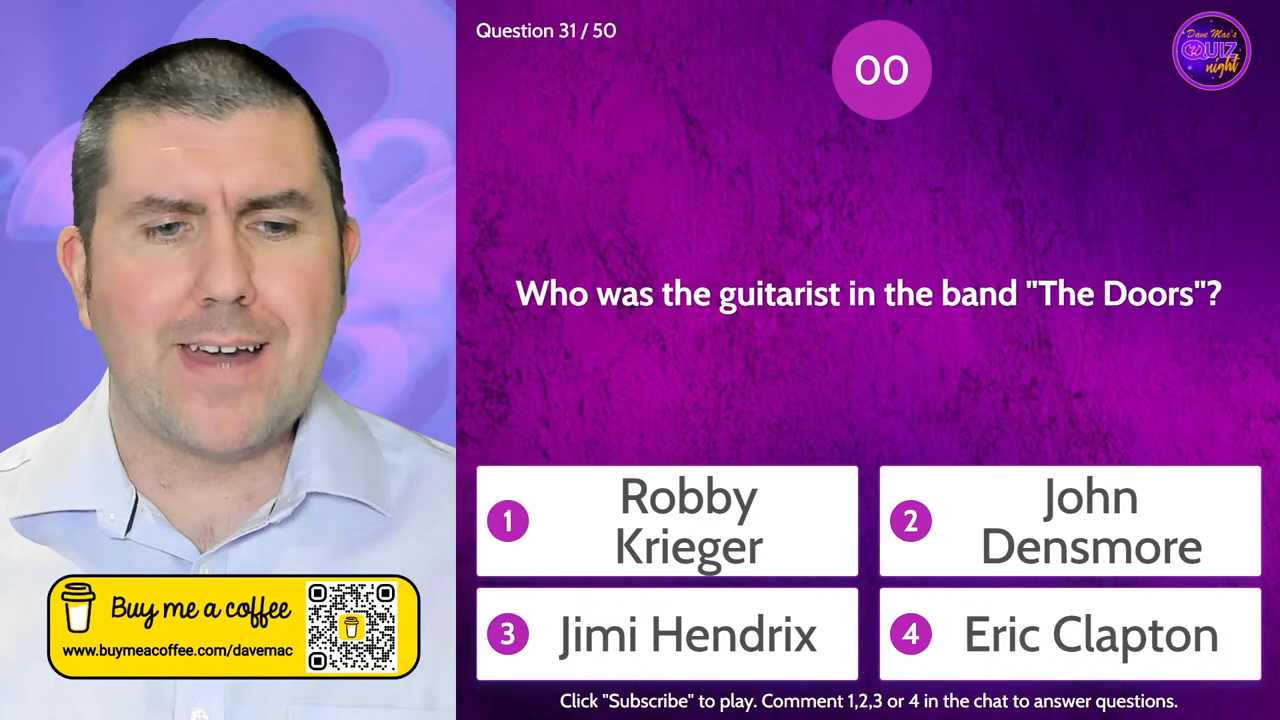 Question 31 / 50
00
Dave Mac's
QUIZ
night
Who was the guitarist in the band "The Doors"?
1 Robby
Krieger
2 John
Densmore
3 Jimi Hendrix
4 Eric Clapton
Buy me a coffee
www.buymeacoffee.com/davemac
Click "Subscribe" to play. Comment 1,2,3 or 4 in the chat to answer questions.